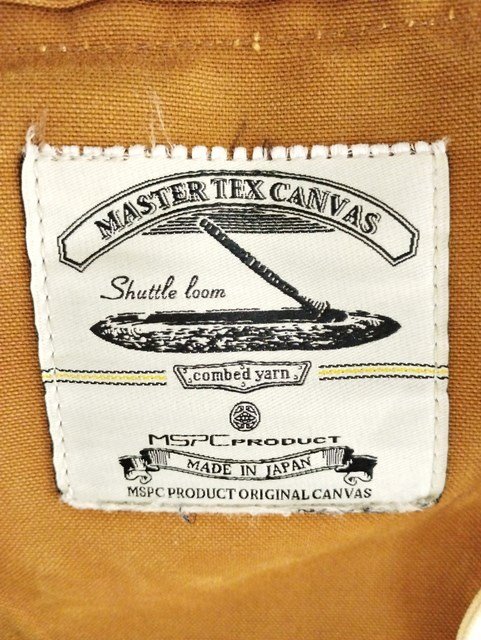 MASTER TEX CANVAS
Shuttle loom
combed yarn
MSPC PRODUCT
MADE IN JAPAN
MSPC PRODUCT ORIGINAL CANVAS